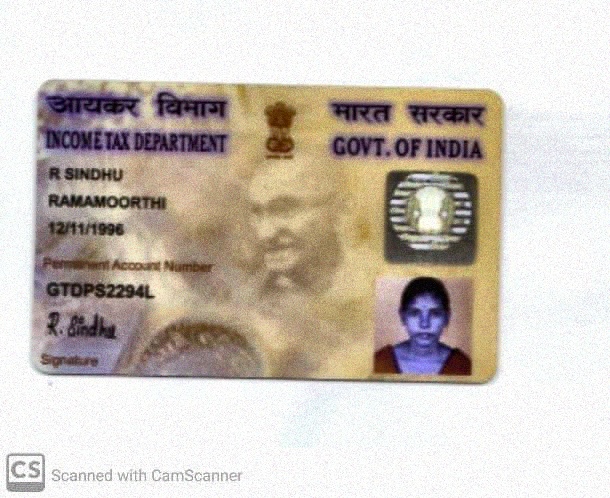 आयकर विभाग
भारत सरकार
INCOME TAX DEPARTMENT
GOVT. OF INDIA
R SINDHU
RAMAMOORTHI
12/11/1996
Permanent Account Number
GTDPS2294L
R. Sindhu
Signature
CS Scanned with CamScanner